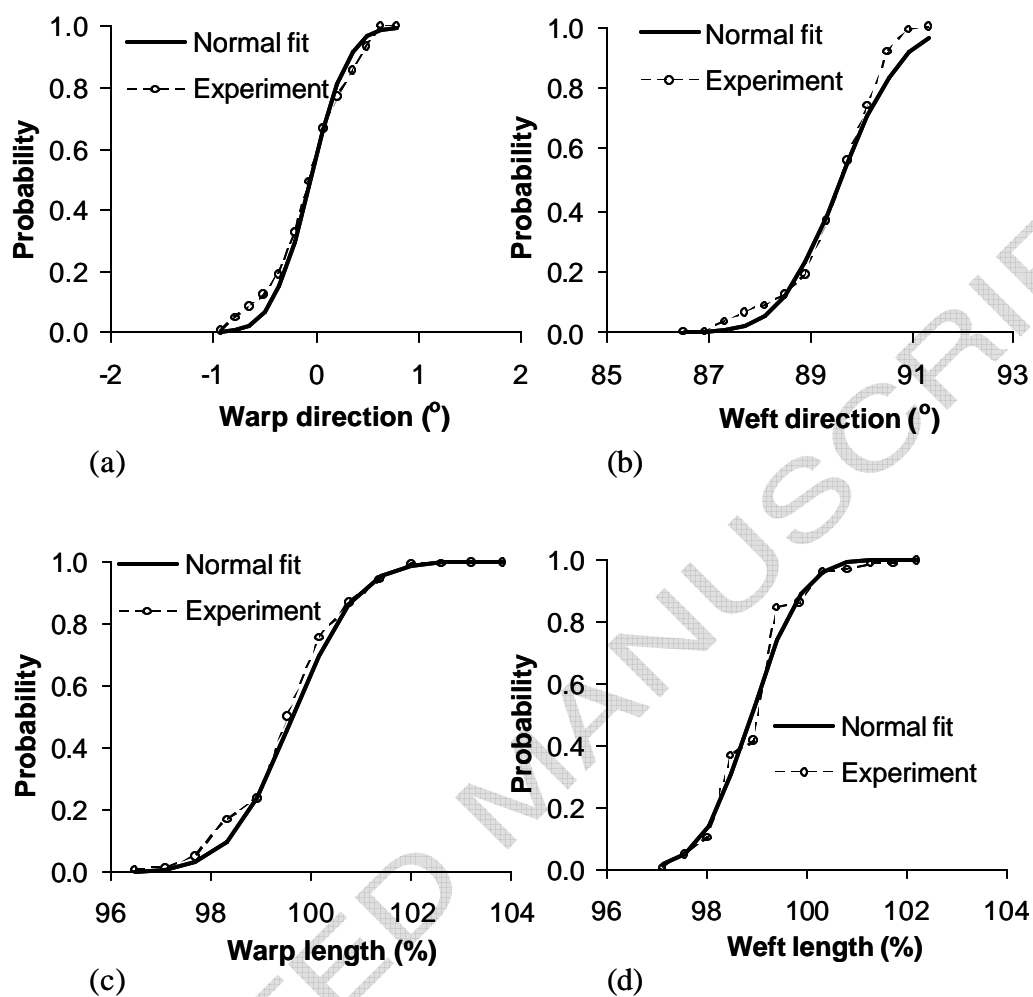 1.0
0.8
0.6
0.4
0.2
0.0
Probability
Normal fit
Experiment
-2 -1 0 1 2
Warp direction (o)
(a)
1.0
0.8
0.6
0.4
0.2
0.0
Probability
Normal fit
Experiment
85 87 89 91 93
Weft direction (o)
(b)
1.0
0.8
0.6
0.4
0.2
0.0
Probability
Normal fit
Experiment
96 98 100 102 104
Warp length (%)
(c)
1.0
0.8
0.6
0.4
0.2
0.0
Probability
Normal fit
Experiment
96 98 100 102 104
Weft length (%)
(d)
TED MANUSCRIP